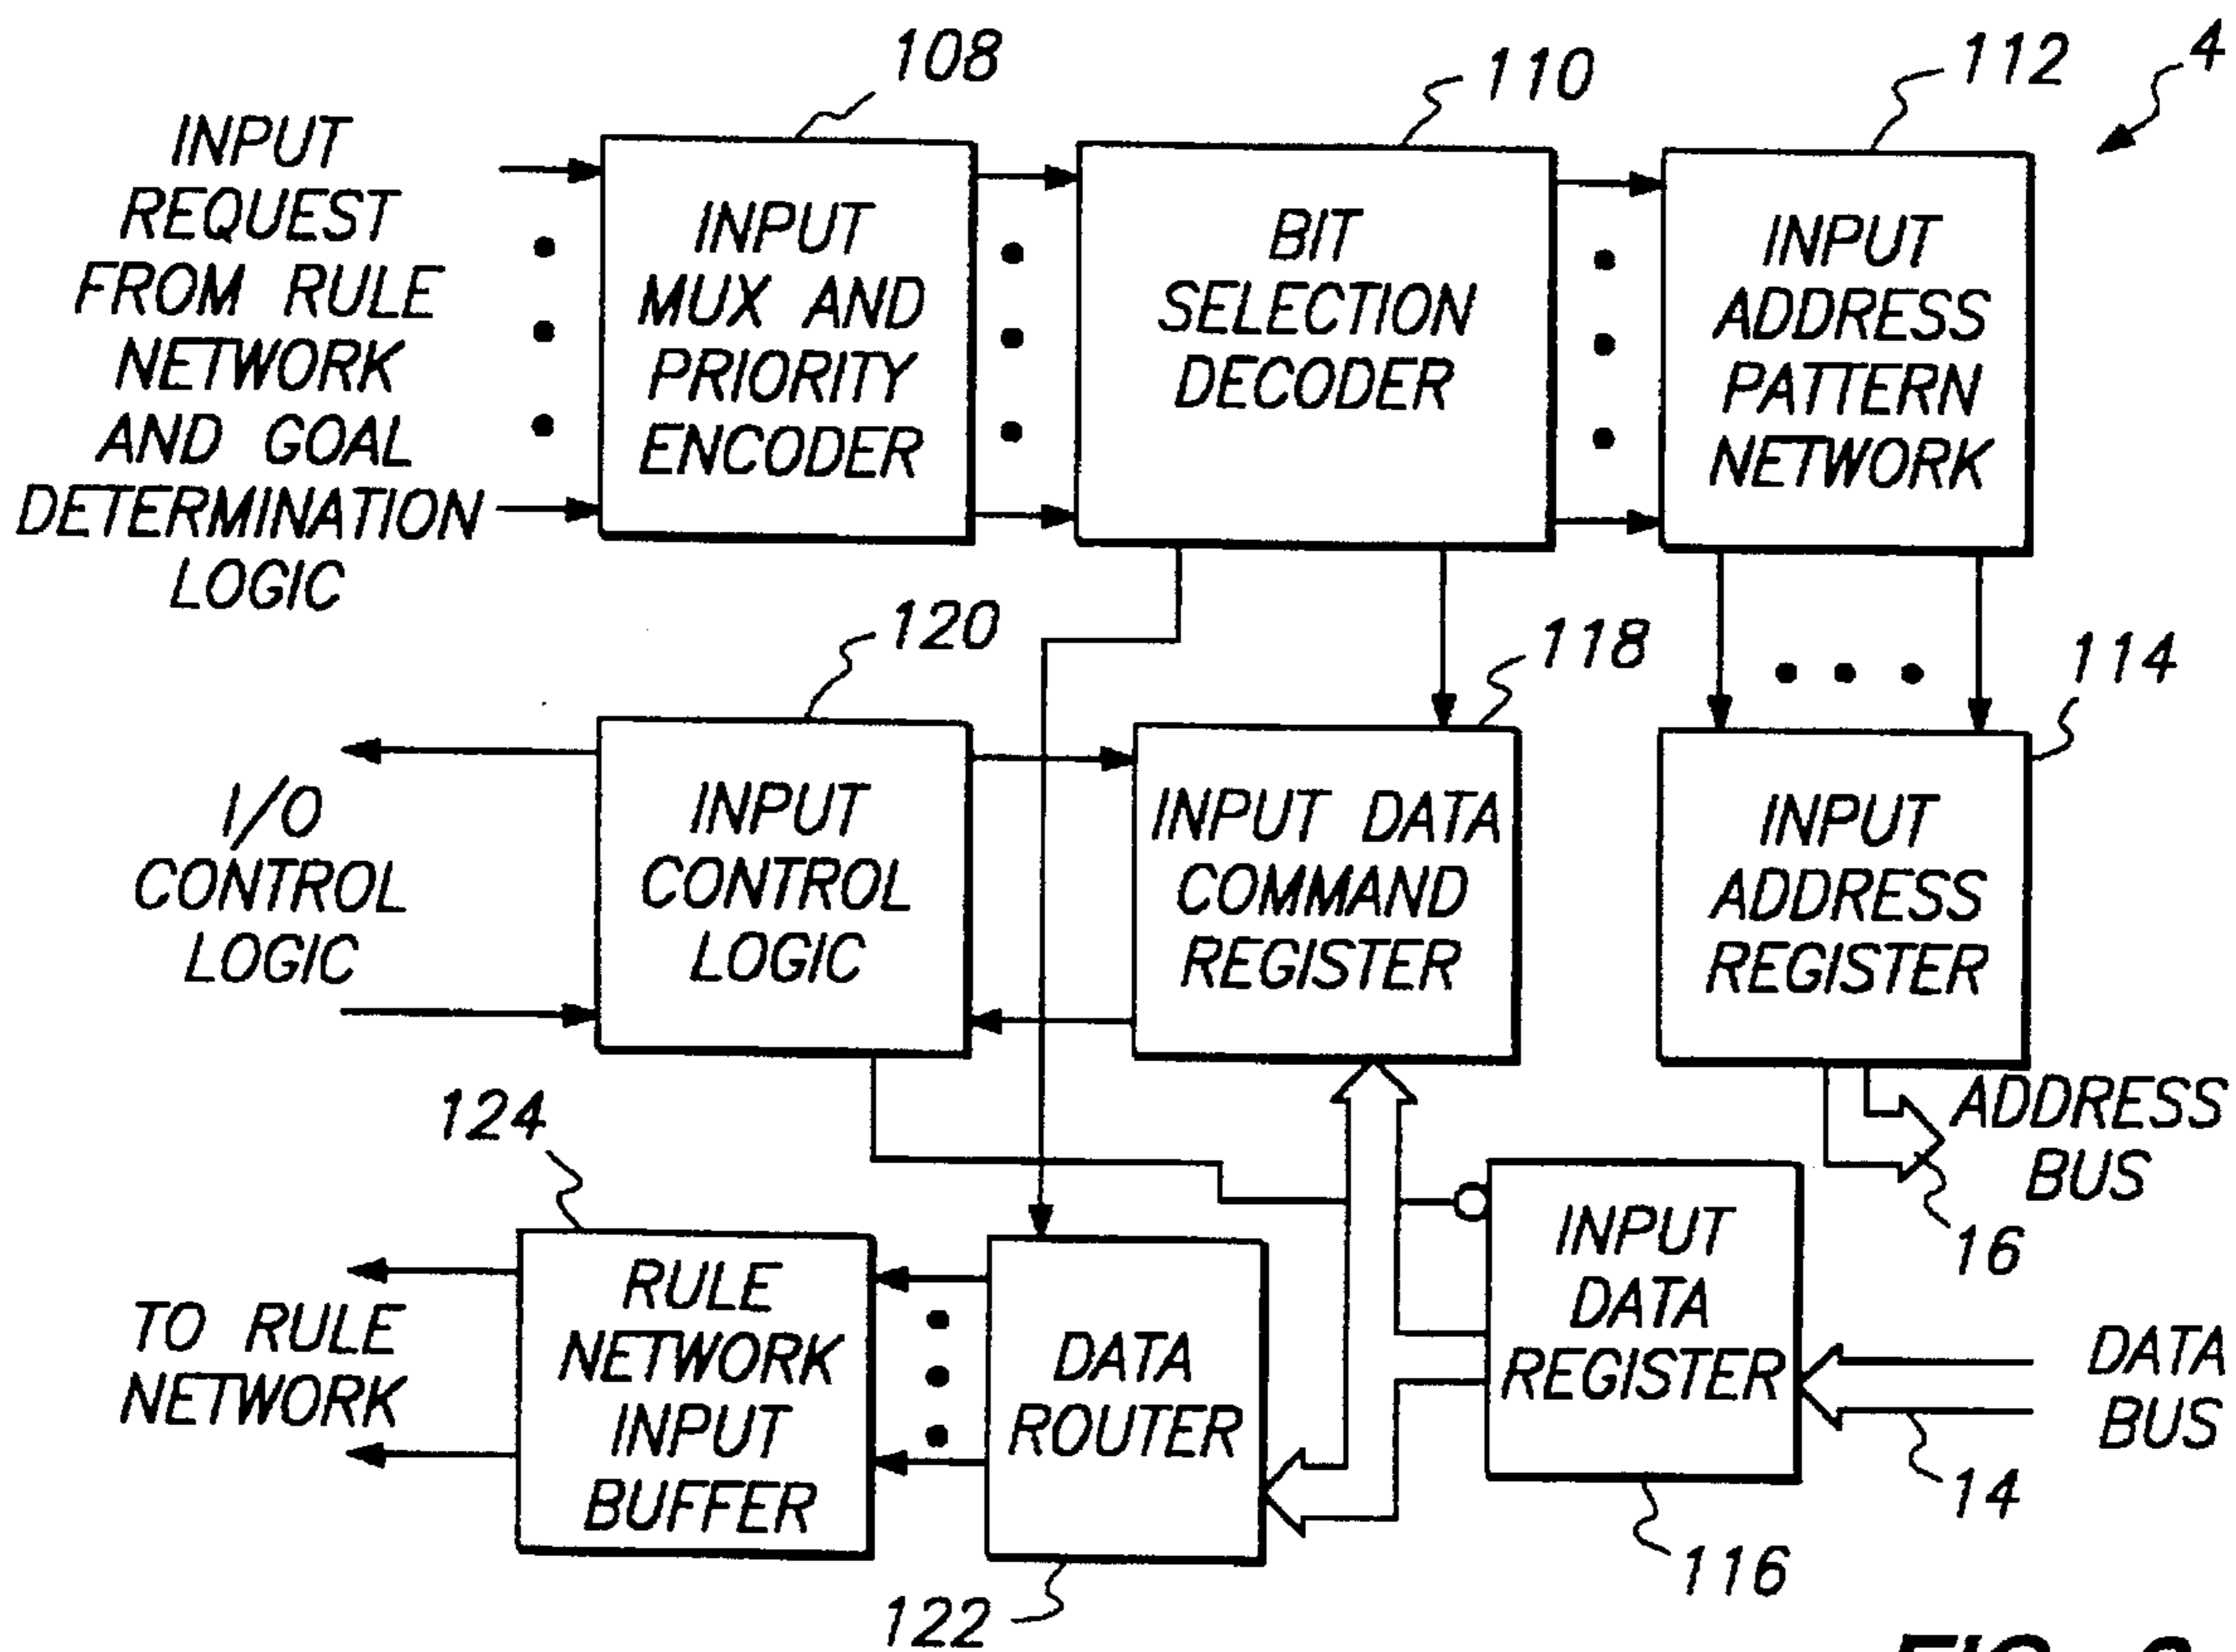 108
110
112
4
INPUT
REQUEST
FROM RULE
NETWORK
AND GOAL
DETERMINATION
LOGIC
INPUT
MUX AND
PRIORITY
ENCODER
BIT
SELECTION
DECODER
INPUT
ADDRESS
PATTERN
NETWORK
120
118
114
I/O
CONTROL
LOGIC
INPUT
CONTROL
LOGIC
INPUT DATA
COMMAND
REGISTER
INPUT
ADDRESS
REGISTER
ADDRESS
BUS
16
124
TO RULE
NETWORK
RULE
NETWORK
INPUT
BUFFER
DATA
ROUTER
INPUT
DATA
REGISTER
DATA
BUS
14
116
122